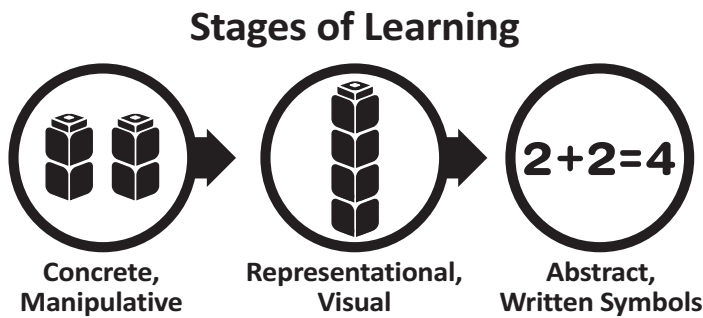 Stages of Learning
2+2=4
Concrete,
Manipulative
Representational,
Visual
Abstract,
Written Symbols